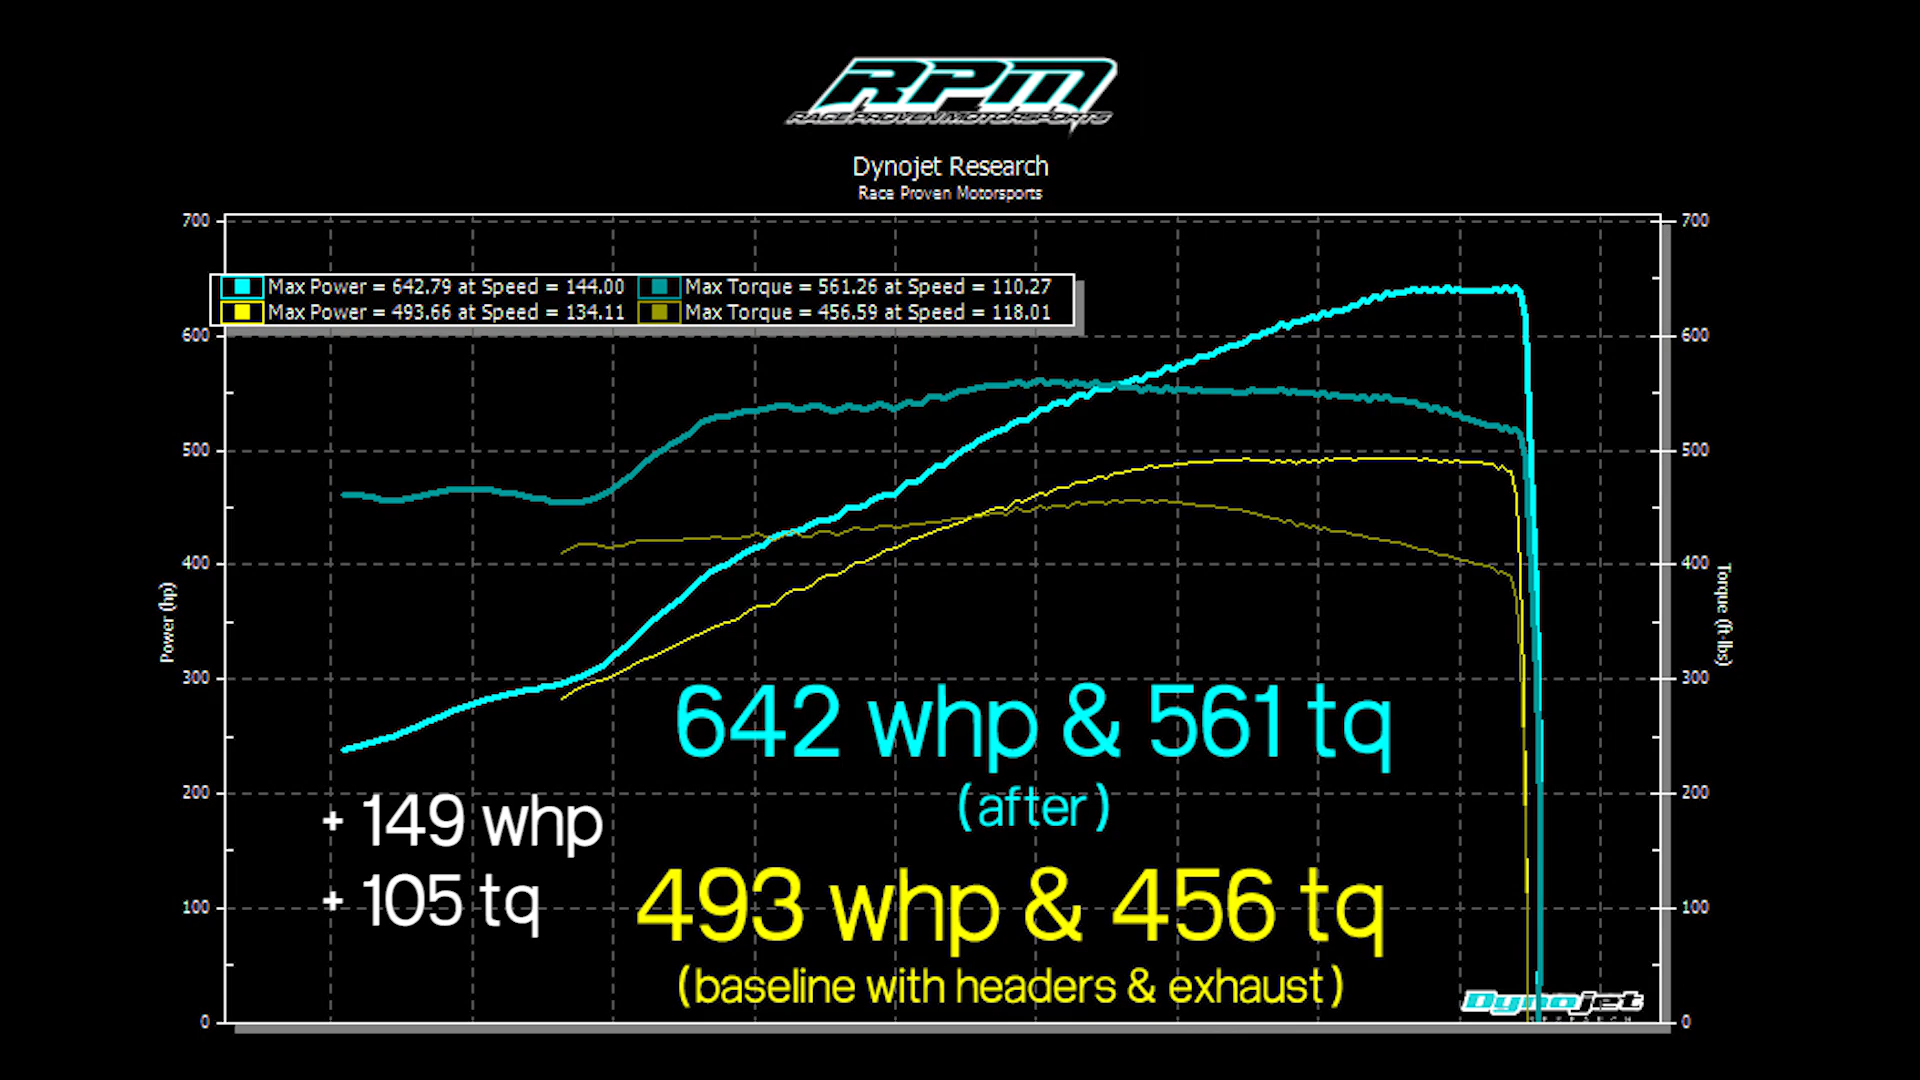 RPM
RACE PROVEN MOTORSPORTS
Dynojet Research
Race Proven Motorsports
Max Power = 642.79 at Speed = 144.00 Max Torque = 561.26 at Speed = 110.27
Max Power = 493.66 at Speed = 134.11 Max Torque = 456.59 at Speed = 118.01
700 700
600 600
500 500
400 400
300 300
200 200
100 100
0 0
Power (hp)
Torque (ft-lbs)
642 whp & 561 tq
(after)
+ 149 whp
+ 105 tq
493 whp & 456 tq
(baseline with headers & exhaust)
Dynojet
RESEARCH